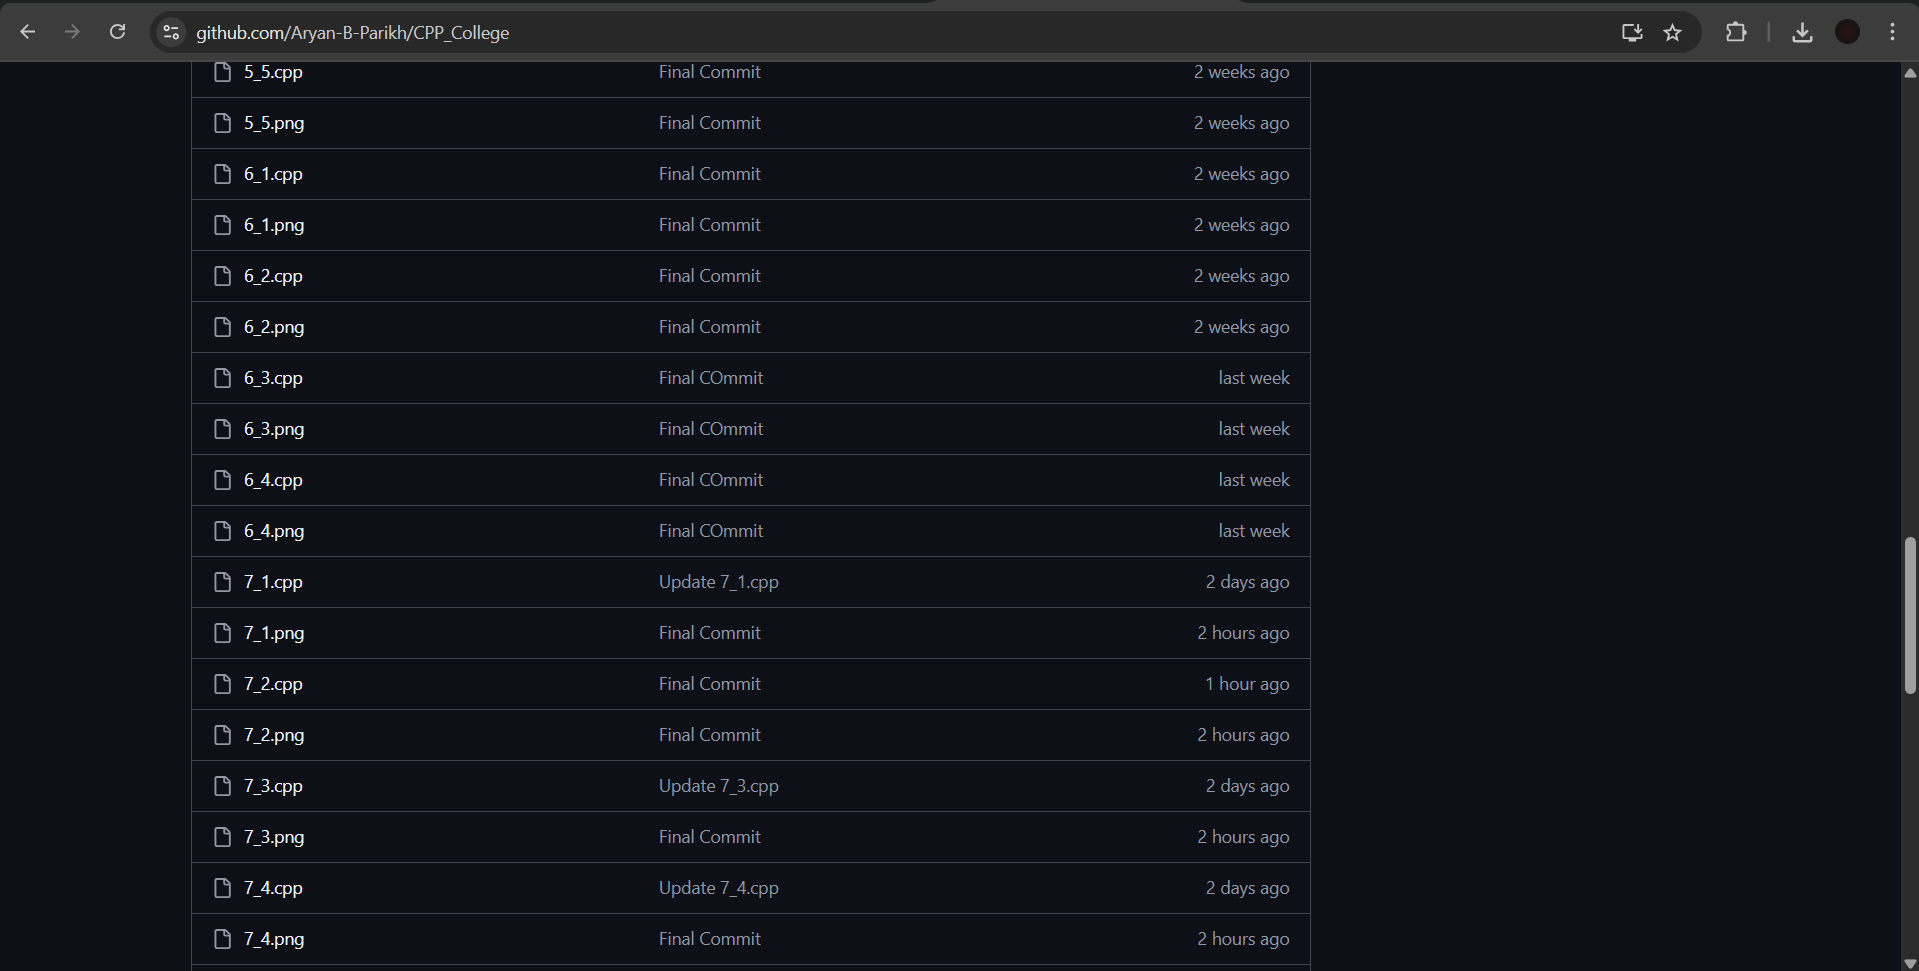 github.com/Aryan-B-Parikh/CPP_College
5_5.cpp Final Commit 2 weeks ago
5_5.png Final Commit 2 weeks ago
6_1.cpp Final Commit 2 weeks ago
6_1.png Final Commit 2 weeks ago
6_2.cpp Final Commit 2 weeks ago
6_2.png Final Commit 2 weeks ago
6_3.cpp Final COmmit last week
6_3.png Final COmmit last week
6_4.cpp Final COmmit last week
6_4.png Final COmmit last week
7_1.cpp Update 7_1.cpp 2 days ago
7_1.png Final Commit 2 hours ago
7_2.cpp Final Commit 1 hour ago
7_2.png Final Commit 2 hours ago
7_3.cpp Update 7_3.cpp 2 days ago
7_3.png Final Commit 2 hours ago
7_4.cpp Update 7_4.cpp 2 days ago
7_4.png Final Commit 2 hours ago